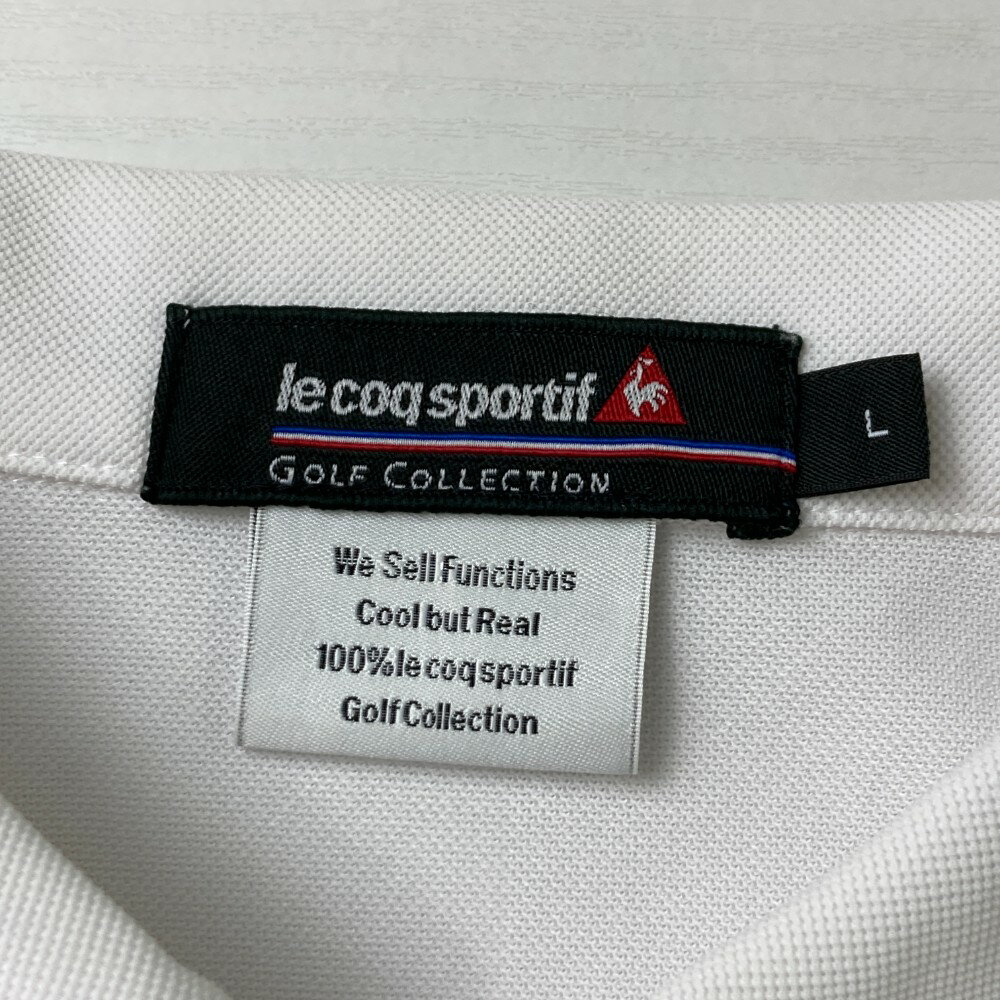 le coq sportif
GOLF COLLECTION
L
We Sell Functions
Cool but Real
100% le coq sportif
Golf Collection